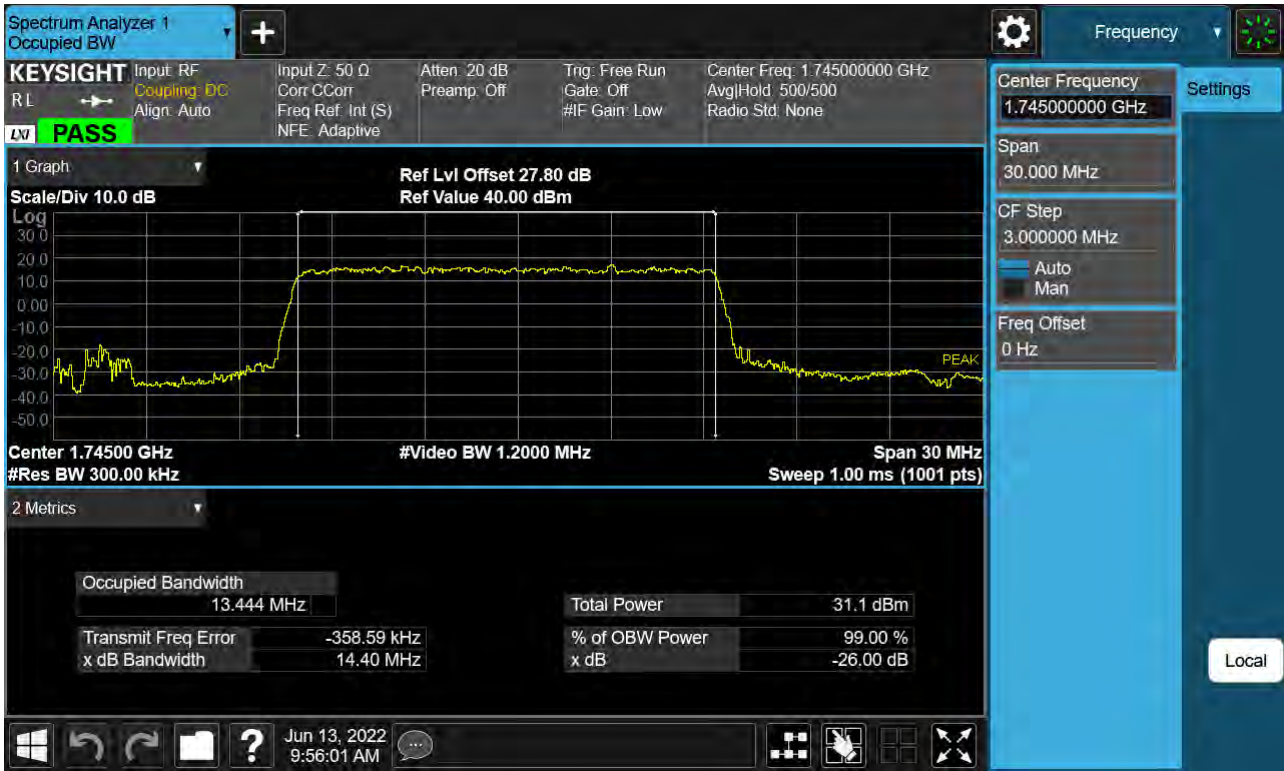 Spectrum Analyzer 1
Occupied BW
+
Frequency
KEYSIGHT
RL
LXI PASS
Input: RF
Coupling: DC
Align: Auto
Input Z: 50 Ω
Corr CCorr
Freq Ref: Int (S)
NFE: Adaptive
Atten: 20 dB
Preamp: Off
Trig: Free Run
Gate: Off
#IF Gain: Low
Center Freq: 1.745000000 GHz
Avg|Hold: 500/500
Radio Std: None
1 Graph
Scale/Div 10.0 dB
Ref Lvl Offset 27.80 dB
Ref Value 40.00 dBm
Log
30.0
20.0
10.0
0.00
-10.0
-20.0
-30.0
-40.0
-50.0
PEAK
Center 1.74500 GHz
#Video BW 1.2000 MHz
Span 30 MHz
#Res BW 300.00 kHz
Sweep 1.00 ms (1001 pts)
2 Metrics
Occupied Bandwidth
13.444 MHz
Total Power 31.1 dBm
Transmit Freq Error -358.59 kHz
% of OBW Power 99.00 %
x dB Bandwidth 14.40 MHz
x dB -26.00 dB
Center Frequency
1.745000000 GHz
Span
30.000 MHz
CF Step
3.000000 MHz
Auto
Man
Freq Offset
0 Hz
Settings
Local
?
Jun 13, 2022
9:56:01 AM